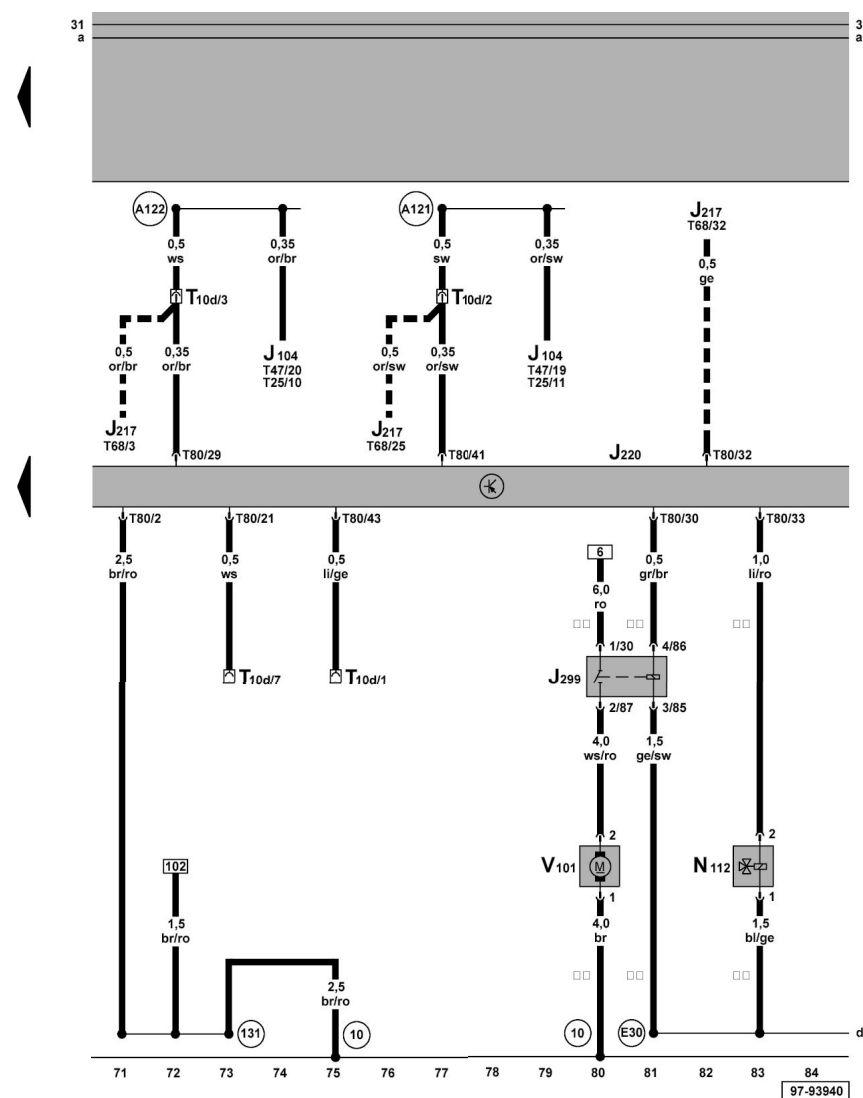 31 3
a a
A122 A121 J217
T68/32
0,5 0,35 0,5 0,35 0,5
ws or/br sw or/sw ge
T10d/3 T10d/2
0,5 0,35 J104 0,5 0,35 J104
or/br or/br T47/20 or/sw or/sw T47/19
T25/10 T25/11
J217 J217
T68/3 T80/29 T68/25 T80/41 J220 T80/32
T80/2 T80/21 T80/43 T80/30 T80/33
2,5 0,5 0,5 6 0,5 1,0
br/ro ws li/ge gr/br li/ro
6,0
ro
1/30 4/86
T10d/7 T10d/1 J299
2/87 3/85
4,0 1,5
ws/ro ge/sw
2 2
102 V101 M N112
1 1
1,5 4,0 1,5
br/ro br bl/ge
2,5
br/ro
131 10 10 E30 d
71 72 73 74 75 76 77 78 79 80 81 82 83 84
97-93940